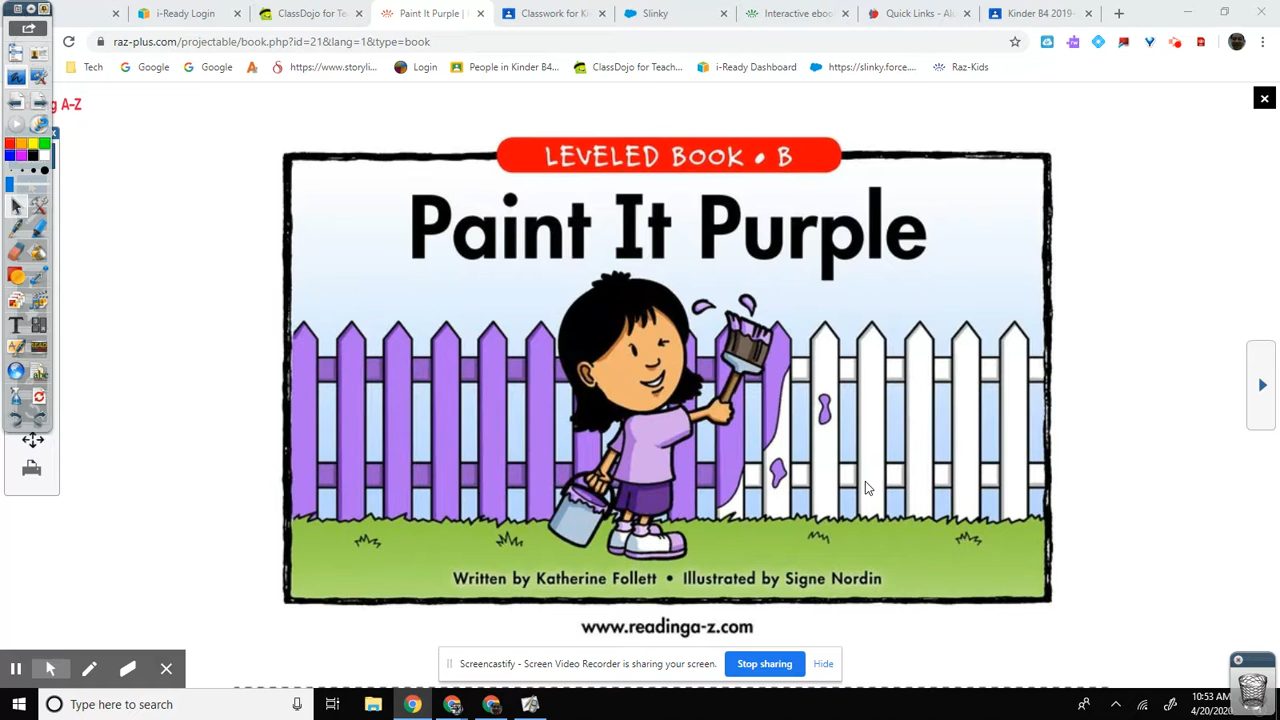 i-Ready Login
ClassDojo for Te
Paint It Purple |
Classwork for Ki
Slinky
Interactive eboo
Quick Links - Al
Kinder B4 2019-
raz-plus.com/projectable/book.php?id=21&lang=1&type=book
Tech
Google
Google
https://www.storyli...
Login
People in Kinder B4...
ClassDojo for Teach...
i-Ready Dashboard
https://slinky.force....
Raz-Kids
g A-Z
LEVELED BOOK • B
Paint It Purple
Written by Katherine Follett • Illustrated by Signe Nordin
www.readinga-z.com
Screencastify - Screen Video Recorder is sharing your screen.
Stop sharing
Hide
Type here to search
10:53 AM
4/20/2020